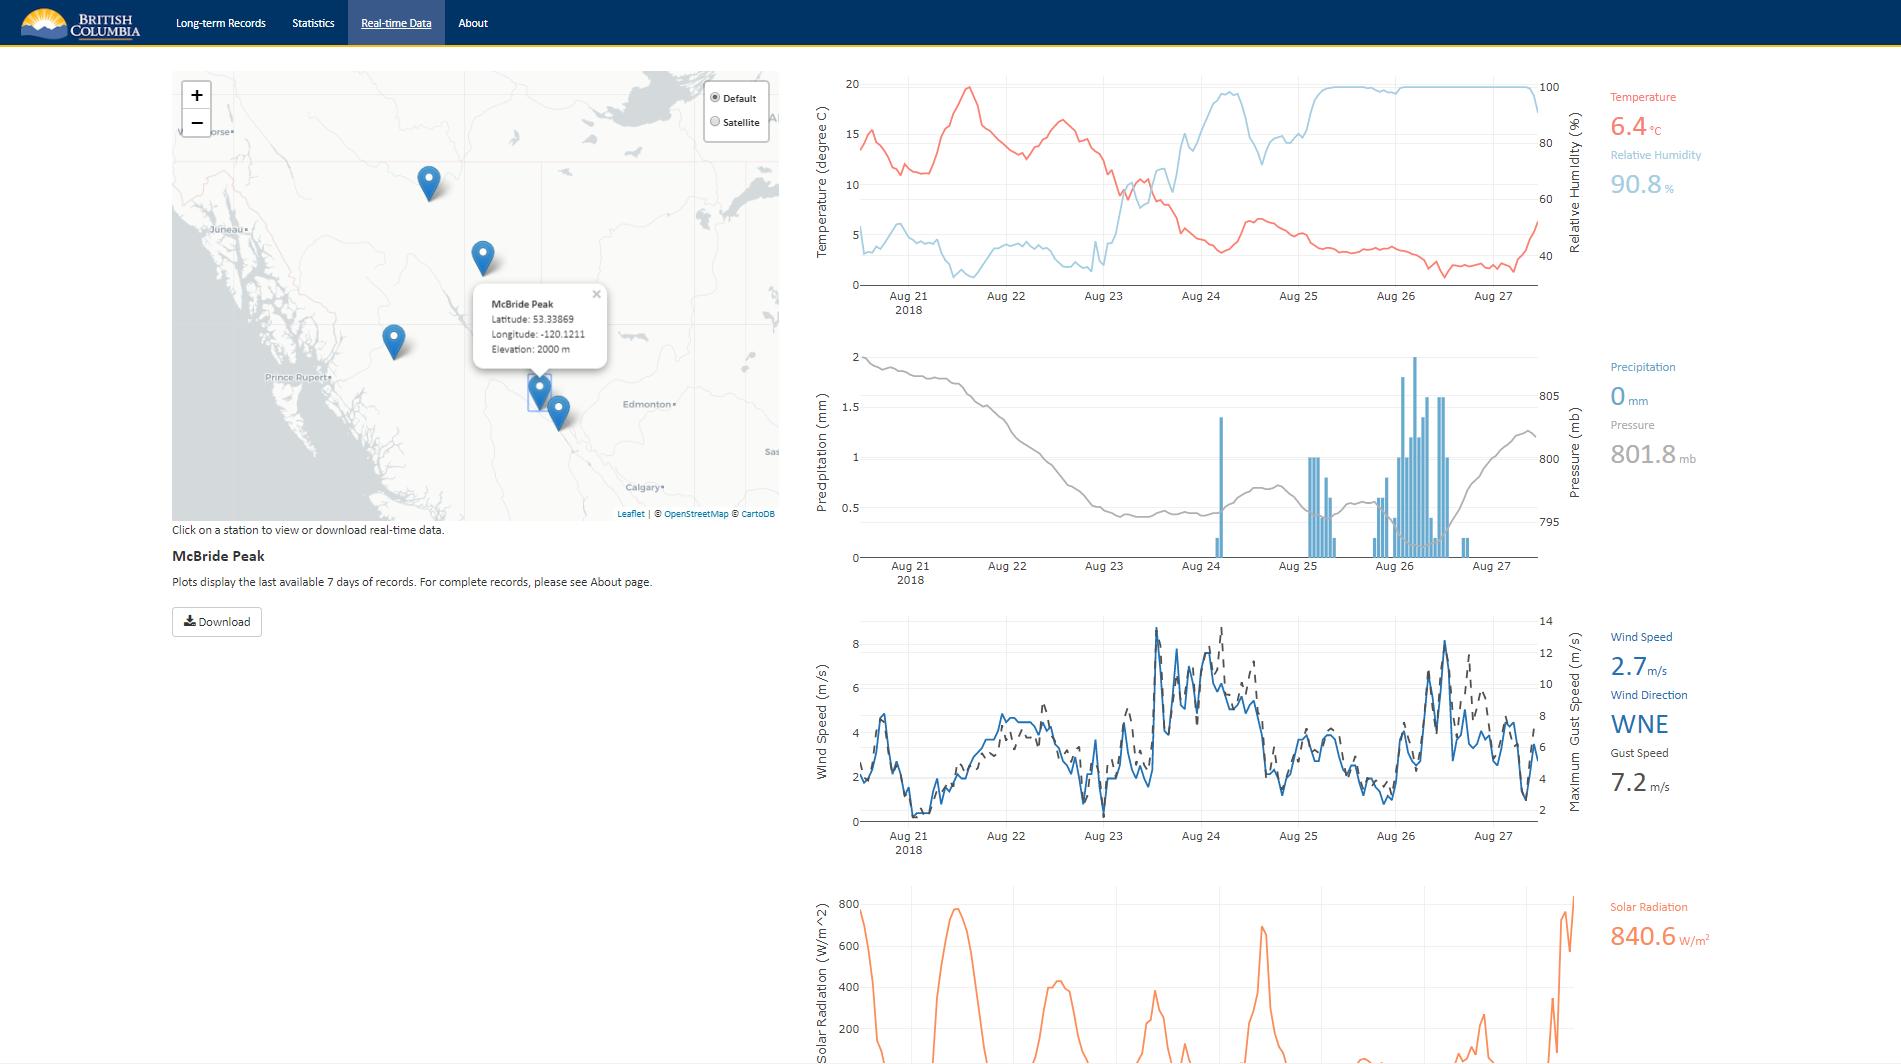 BRITISH
COLUMBIA
Long-term Records
Statistics
Real-time Data
About
+
−
Default
Satellite
Juneau
Prince Rupert
Edmonton
Calgary
×
McBride Peak
Latitude: 53.33869
Longitude: -120.1211
Elevation: 2000 m
Leaflet | © OpenStreetMap © CartoDB
Click on a station to view or download real-time data.
McBride Peak
Plots display the last available 7 days of records. For complete records, please see About page.
Download
Temperature (degree C)
20
15
10
5
0
Relative Humidity (%)
100
80
60
40
Aug 21
2018
Aug 22
Aug 23
Aug 24
Aug 25
Aug 26
Aug 27
Temperature
6.4 °C
Relative Humidity
90.8 %
Precipitation (mm)
2
1.5
1
0.5
0
Pressure (mb)
805
800
795
Aug 21
2018
Aug 22
Aug 23
Aug 24
Aug 25
Aug 26
Aug 27
Precipitation
0 mm
Pressure
801.8 mb
Wind Speed (m/s)
8
6
4
2
0
Maximum Gust Speed (m/s)
14
12
10
8
6
4
2
Aug 21
2018
Aug 22
Aug 23
Aug 24
Aug 25
Aug 26
Aug 27
Wind Speed
2.7 m/s
Wind Direction
WNE
Gust Speed
7.2 m/s
Solar Radiation (W/m^2)
800
600
400
200
Solar Radiation
840.6 W/m²